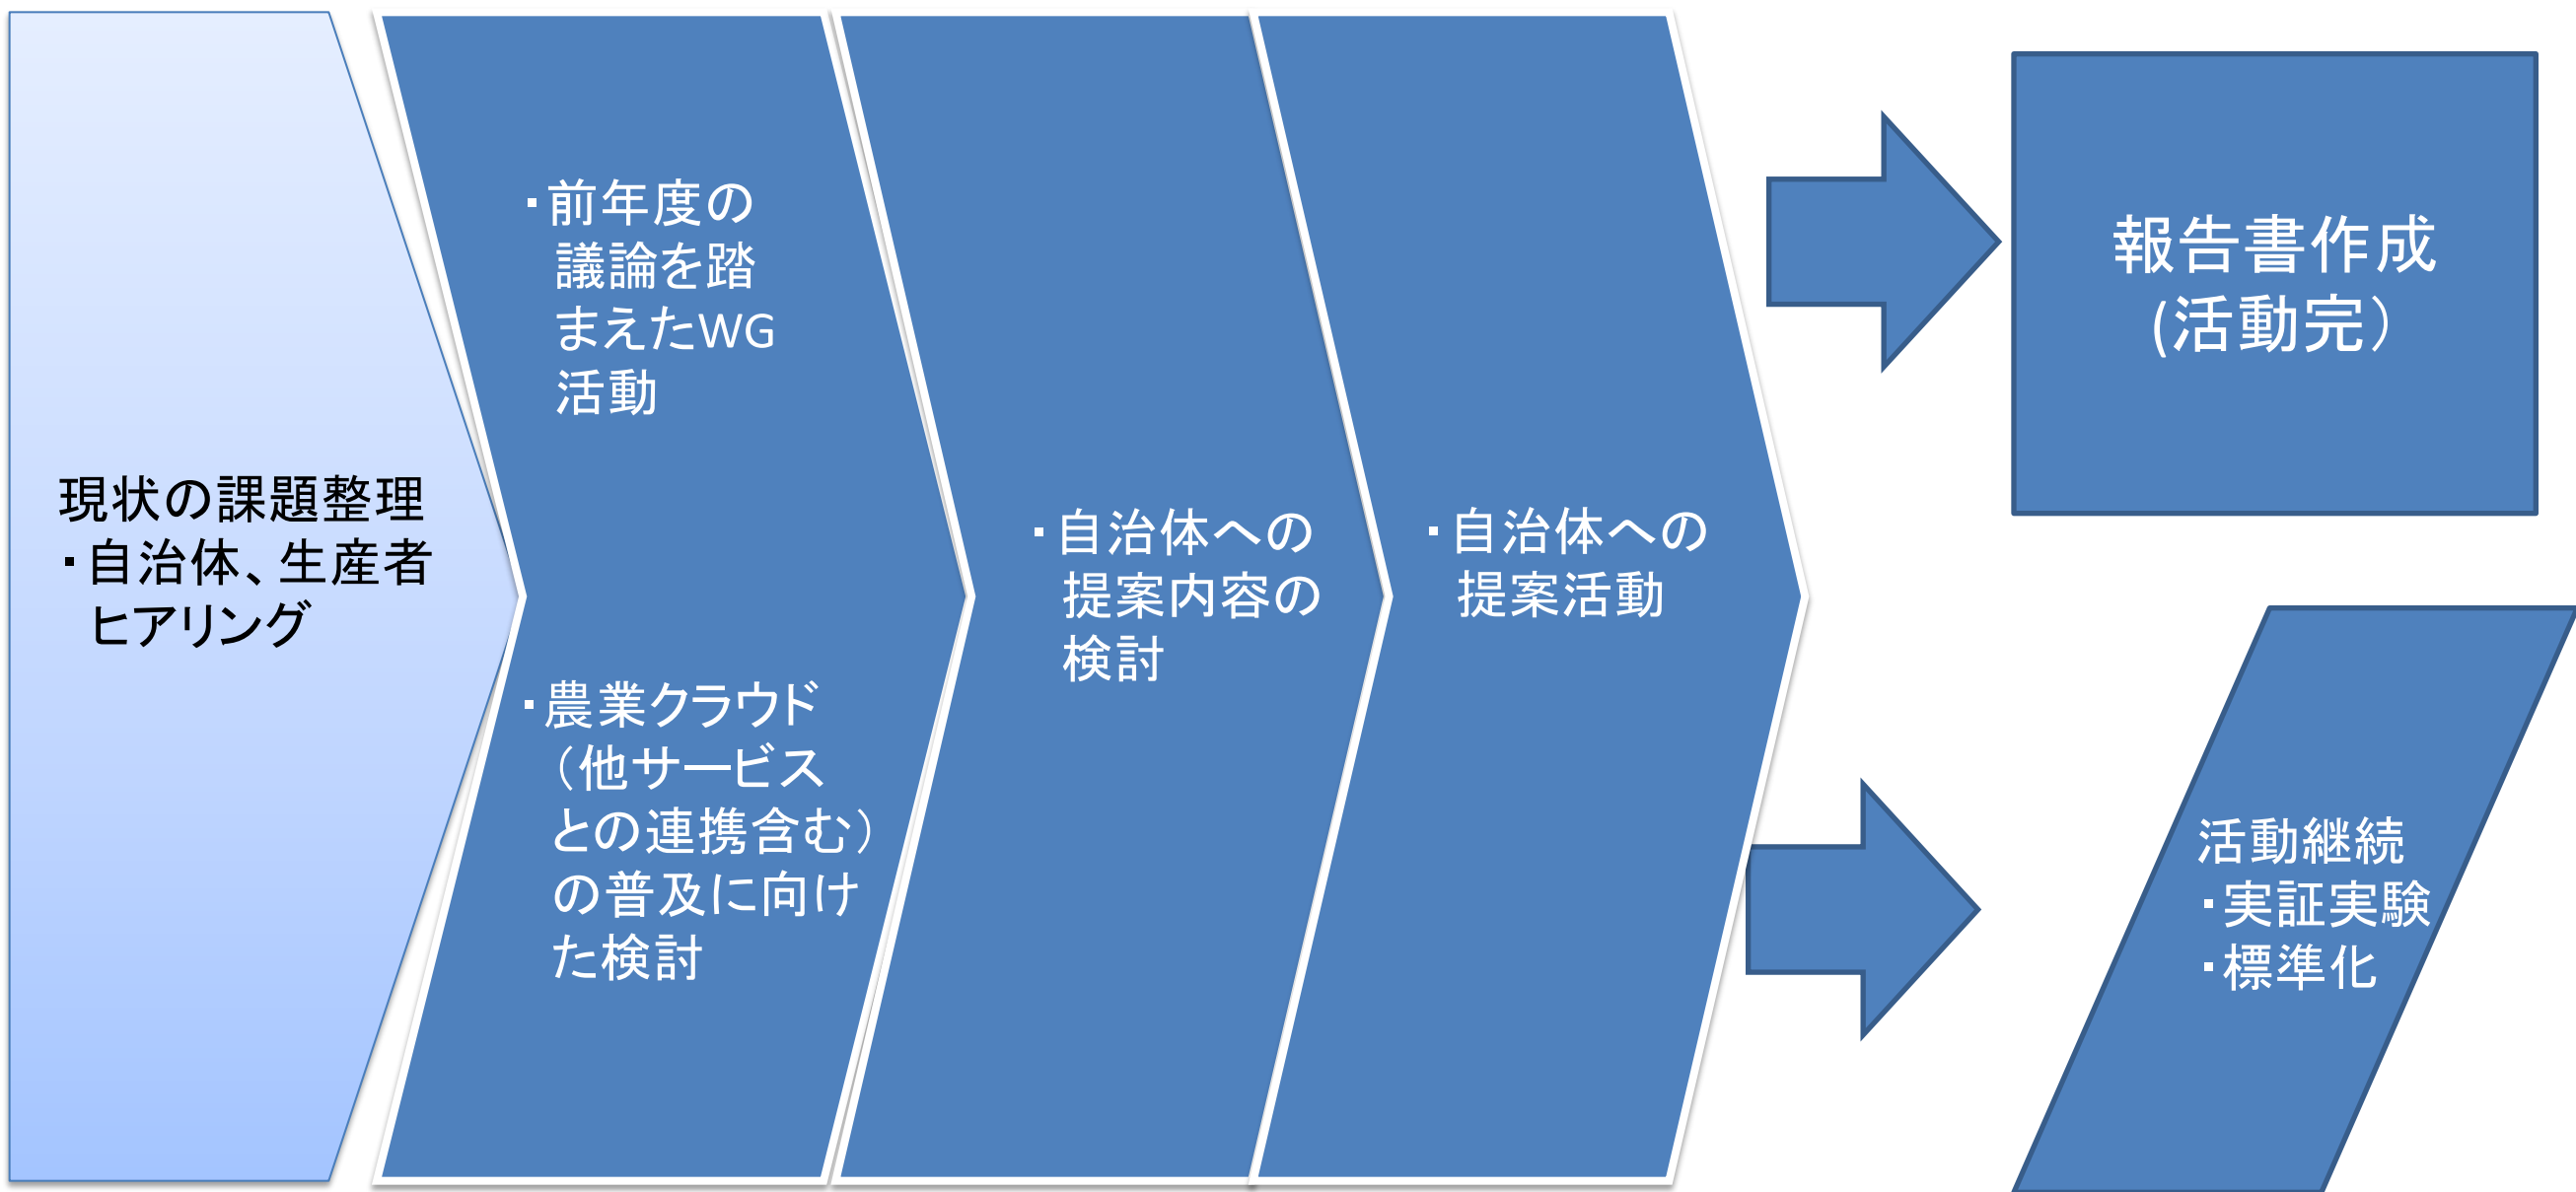 現状の課題整理
・自治体、生産者
ヒアリング
・前年度の
議論を踏
まえたWG
活動
・農業クラウド
（他サービス
との連携含む）
の普及に向け
た検討
・自治体への
提案内容の
検討
・自治体への
提案活動
報告書作成
(活動完）
活動継続
・実証実験
・標準化